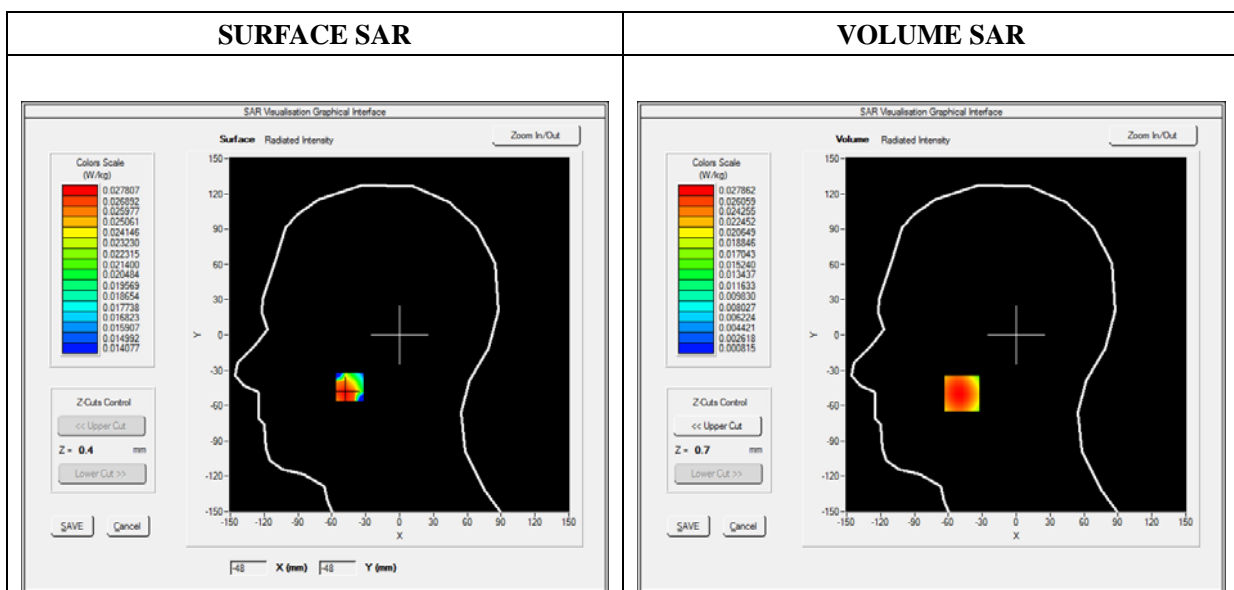 SURFACE SAR
SAR Visualisation Graphical Interface
Surface Radiated Intensity
Zoom In/Out
Colors Scale
(W/kg)
0.027807
0.026892
0.025977
0.025061
0.024146
0.023230
0.022315
0.021400
0.020484
0.019569
0.018654
0.017738
0.016823
0.015907
0.014992
0.014077
Z-Cuts Control
<< Upper Cut
Z = 0.4 mm
Lower Cut >>
SAVE Cancel
150
120
90
60
30
0
-30
-60
-90
-120
-150
Y
-150 -120 -90 -60 -30 0 30 60 90 120 150
X
-48 X (mm) -48 Y (mm)
VOLUME SAR
SAR Visualisation Graphical Interface
Volume Radiated Intensity
Zoom In/Out
Colors Scale
(W/kg)
0.027862
0.026059
0.024255
0.022452
0.020649
0.018846
0.017043
0.015240
0.013437
0.011633
0.009830
0.008027
0.006224
0.004421
0.002618
0.000815
Z-Cuts Control
<< Upper Cut
Z = 0.7 mm
Lower Cut >>
SAVE Cancel
150
120
90
60
30
0
-30
-60
-90
-120
-150
Y
-150 -120 -90 -60 -30 0 30 60 90 120 150
X